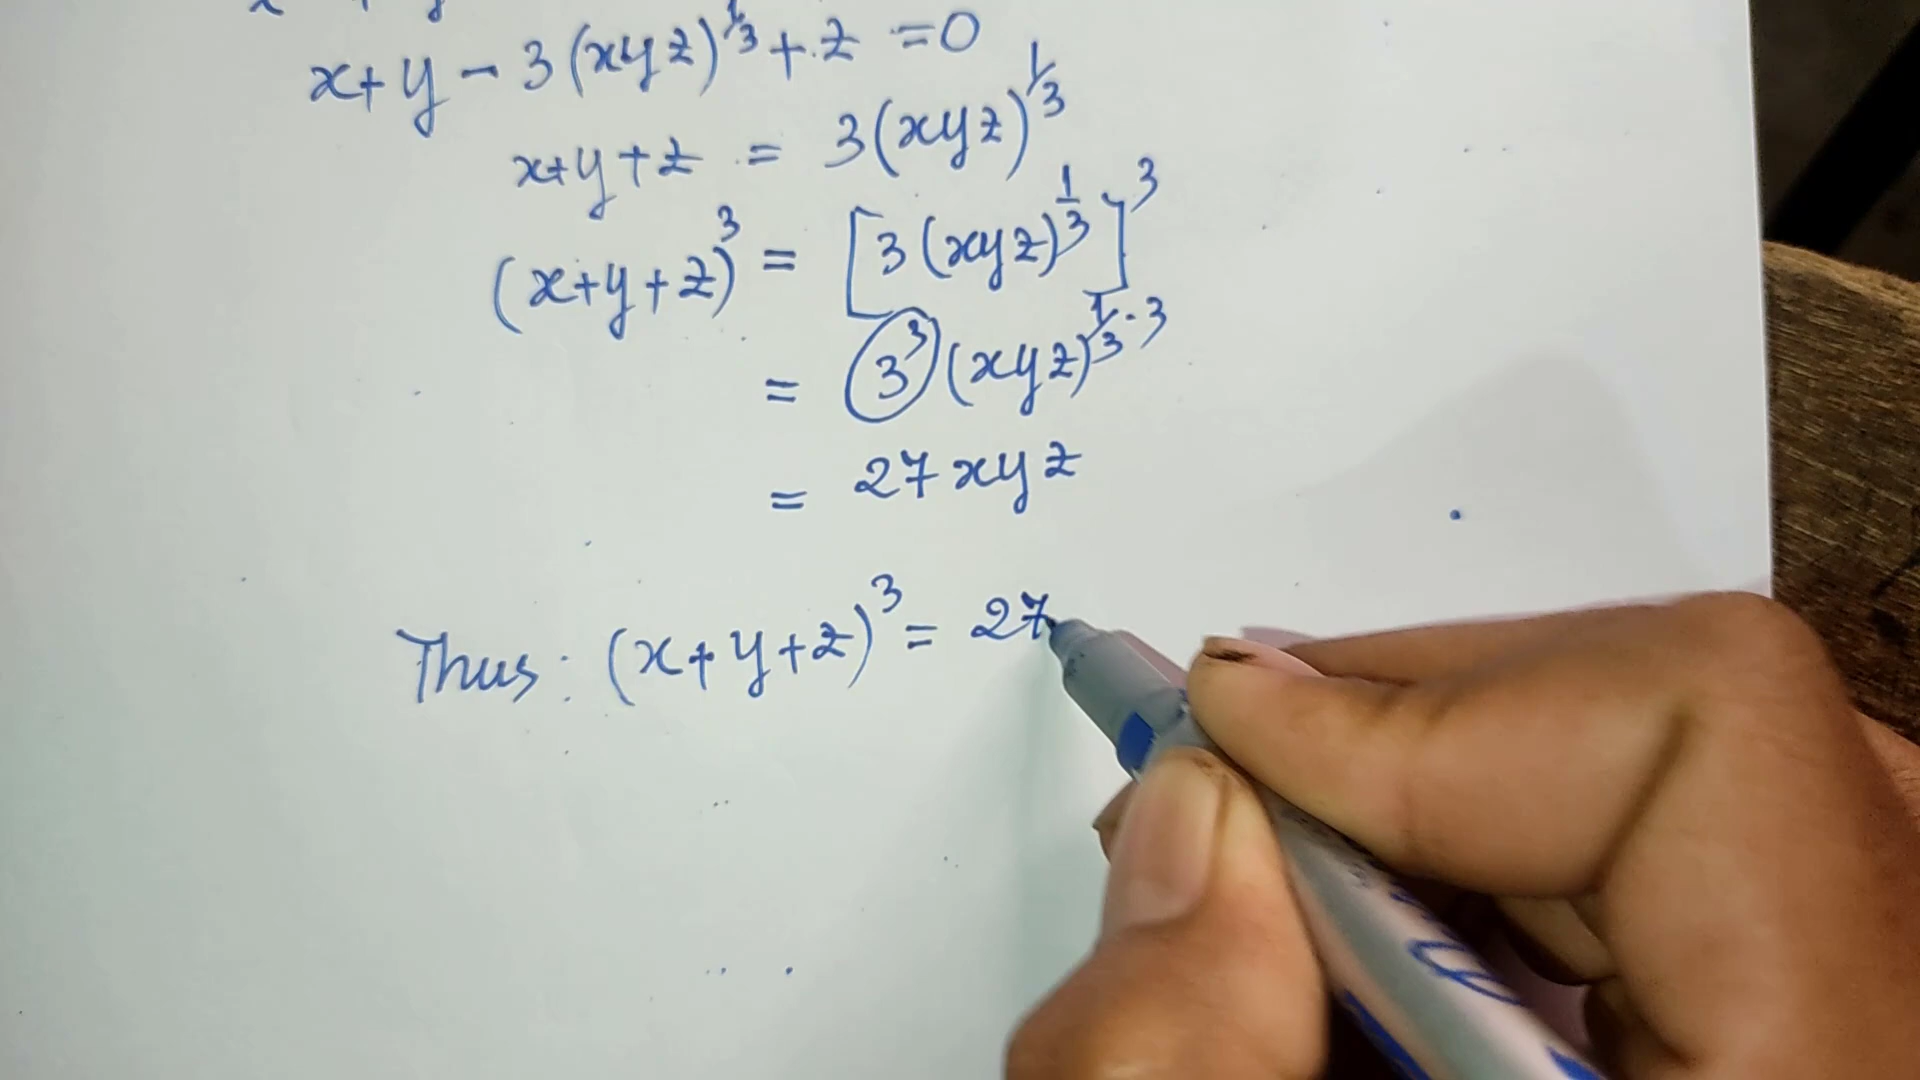 x+y-3(xyz)^1/3+z=0
x+y+z = 3(xyz)^1/3
(x+y+z)^3 = [3(xyz)^1/3]^3
= 3^3(xyz)^1/3·3
= 27xyz
Thus: (x+y+z)^3 = 27